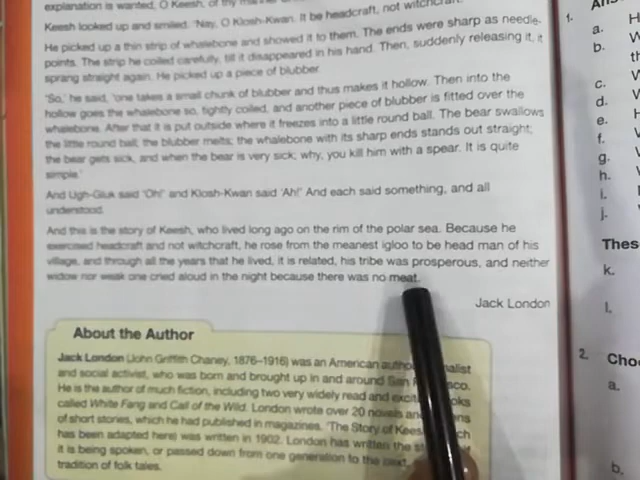 explanation is wanted, O Keesh, of thy
Keesh looked up and smiled. 'Nay, O Klosh-Kwan. It be headcraft, not witchcraft.
He picked up a thin strip of whalebone and showed it to them. The ends were sharp as needle-
points. The strip he coiled carefully, till it disappeared in his hand. Then, suddenly releasing it, it
sprang straight again. He picked up a piece of blubber.
'So,' he said, 'one takes a small chunk of blubber and thus makes it hollow. Then into the
hollow goes the whalebone so, tightly coiled, and another piece of blubber is fitted over the
whalebone. After that it is put outside where it freezes into a little round ball. The bear swallows
the little round ball; the blubber melts; the whalebone with its sharp ends stands out straight;
the bear gets sick, and when the bear is very sick; why, you kill him with a spear. It is quite
simple.'
And Ugh-Gluk said 'Oh!' and Klosh-Kwan said 'Ah!' And each said something, and all
understood.
And this is the story of Keesh, who lived long ago on the rim of the polar sea. Because he
exercised headcraft and not witchcraft, he rose from the meanest igloo to be head man of his
village, and through all the years that he lived, it is related, his tribe was prosperous, and neither
widow nor weak one cried aloud in the night because there was no meat.
Jack London
About the Author
Jack London (John Griffith Chaney, 1876–1916) was an American
and social activist, who was born and brought up in and around San
He is the author of much fiction, including two very widely read and
called White Fang and Call of the Wild. London wrote over 20 novels and
of short stories, which he had published in magazines. 'The Story of
has been adapted here) was written in 1902. London has written the
it is being spoken, or passed down from one generation to the next,
tradition of folk tales.
1.
a.
b.
c.
d.
e.
f.
g.
h.
i.
j.
Thes
k.
l.
2. Cho
a.
b.